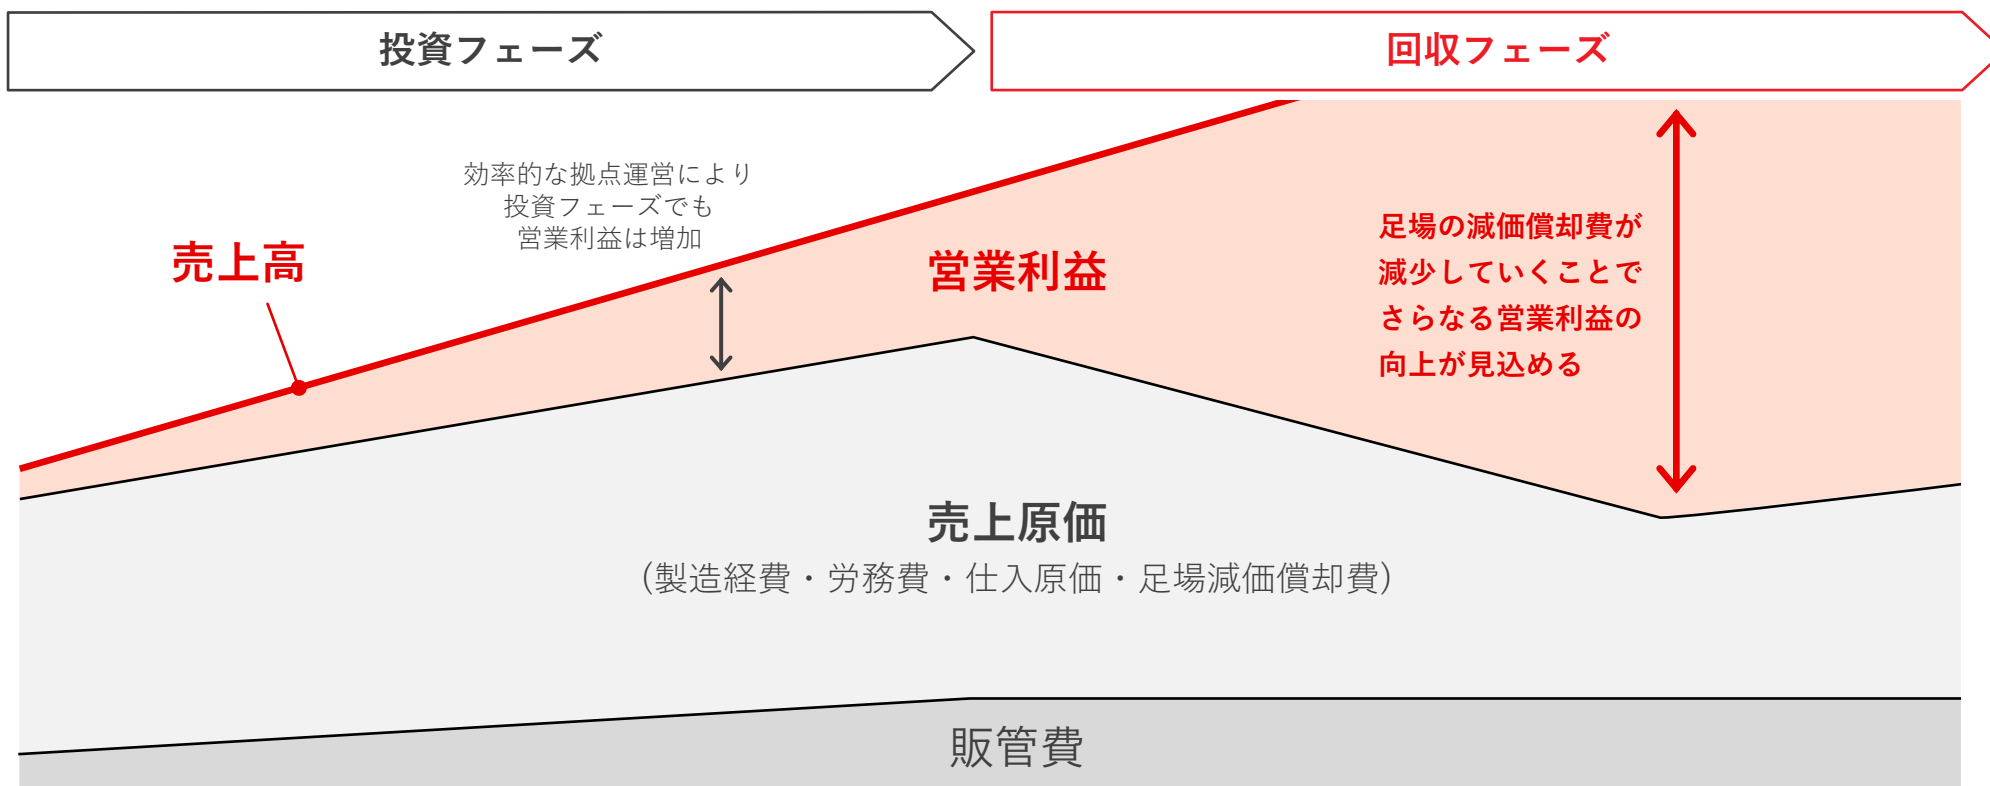 投資フェーズ
回収フェーズ
効率的な拠点運営により
投資フェーズでも
営業利益は増加
売上高
営業利益
足場の減価償却費が
減少していくことで
さらなる営業利益の
向上が見込める
売上原価
(製造経費・労務費・仕入原価・足場減価償却費)
販管費